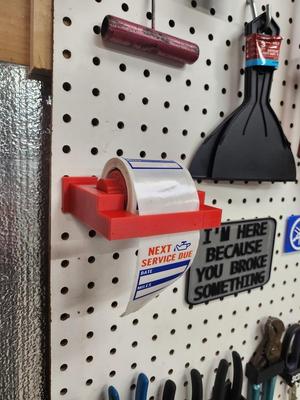 NEXT
SERVICE DUE
DATE
MILES
I'M HERE
BECAUSE
YOU BROKE
SOMETHING